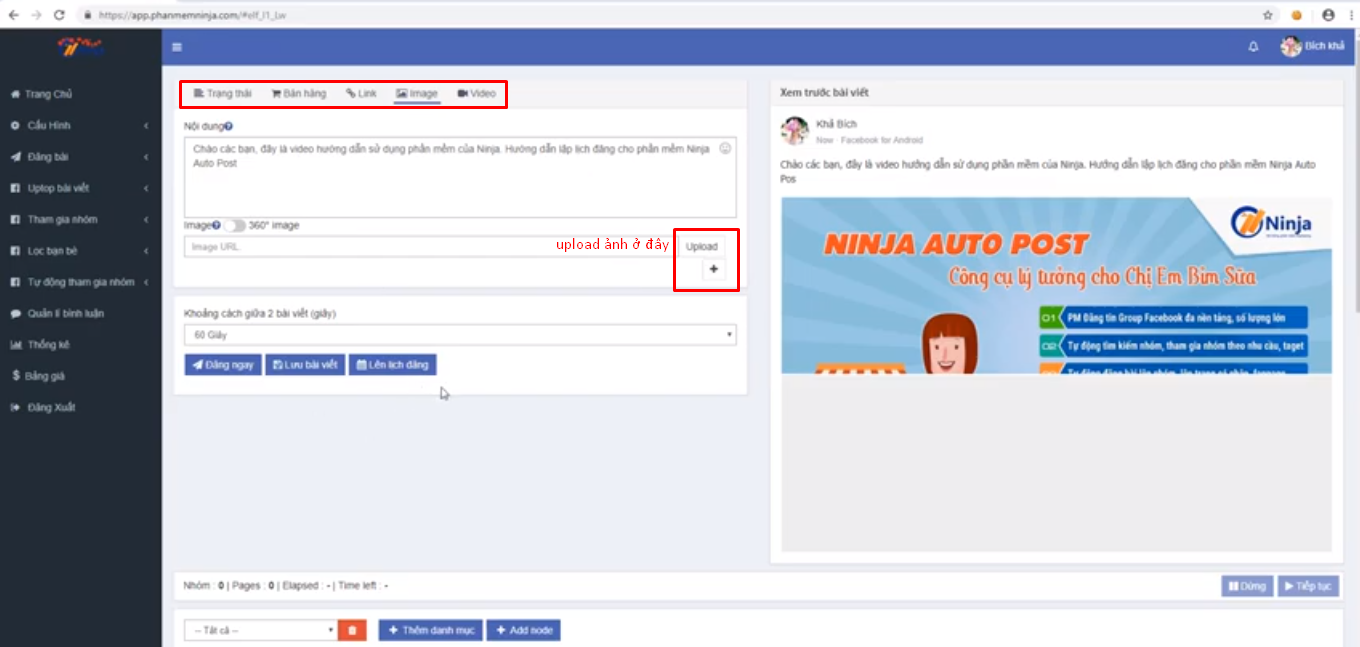 https://app.phanmemninja.com/#elf_l1_Lw
Bích khả
Trang Chủ
Cấu Hình
Đăng bài
Uptop bài viết
Tham gia nhóm
Lọc bạn bè
Tự động tham gia nhóm
Quản lí bình luận
Thống kê
Bảng giá
Đăng Xuất
Trạng thái
Bán hàng
Link
Image
Video
Nội dung
Chào các bạn, đây là video hướng dẫn sử dụng phần mềm của Ninja. Hướng dẫn lập lịch đăng cho phần mềm Ninja
Auto Post
Image 360° image
Image URL.
upload ảnh ở đây
Upload
Khoảng cách giữa 2 bài viết (giây)
60 Giây
Đăng ngay
Lưu bài viết
Lên lịch đăng
Xem trước bài viết
Khả Bích
Now · Facebook for Android
Chào các bạn, đây là video hướng dẫn sử dụng phần mềm của Ninja. Hướng dẫn lập lịch đăng cho phần mềm Ninja Auto
Pos
Ninja
NINJA AUTO POST
Công cụ lý tưởng cho Chị Em Bỉm Sữa
01 PM Đăng tin Group Facebook đa nền tảng, số lượng lớn
02 Tự động tìm kiếm nhóm, tham gia nhóm theo nhu cầu, taget
Nhóm : 0 | Pages : 0 | Elapsed : - | Time left : -
Dừng
Tiếp tục
-- Tất cả --
Thêm danh mục
Add node